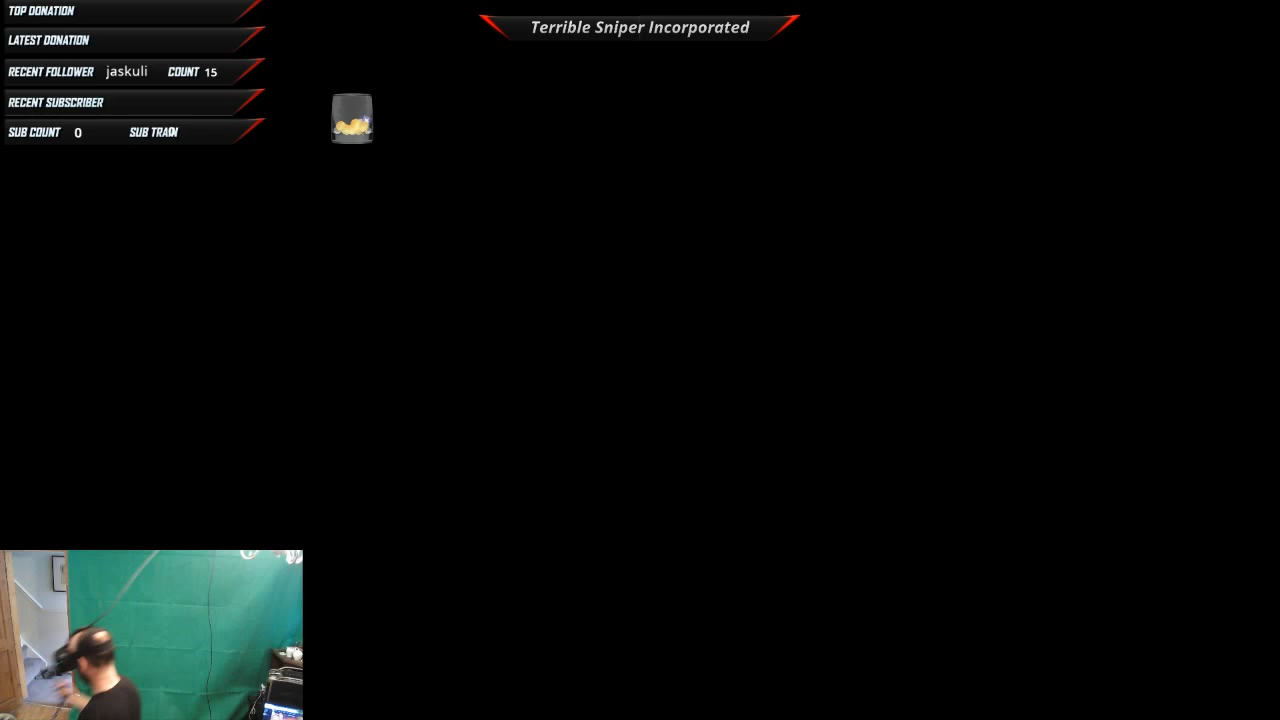 TOP DONATION
Terrible Sniper Incorporated
LATEST DONATION
RECENT FOLLOWER jaskuli COUNT 15
RECENT SUBSCRIBER
SUB COUNT 0 SUB TRAIN